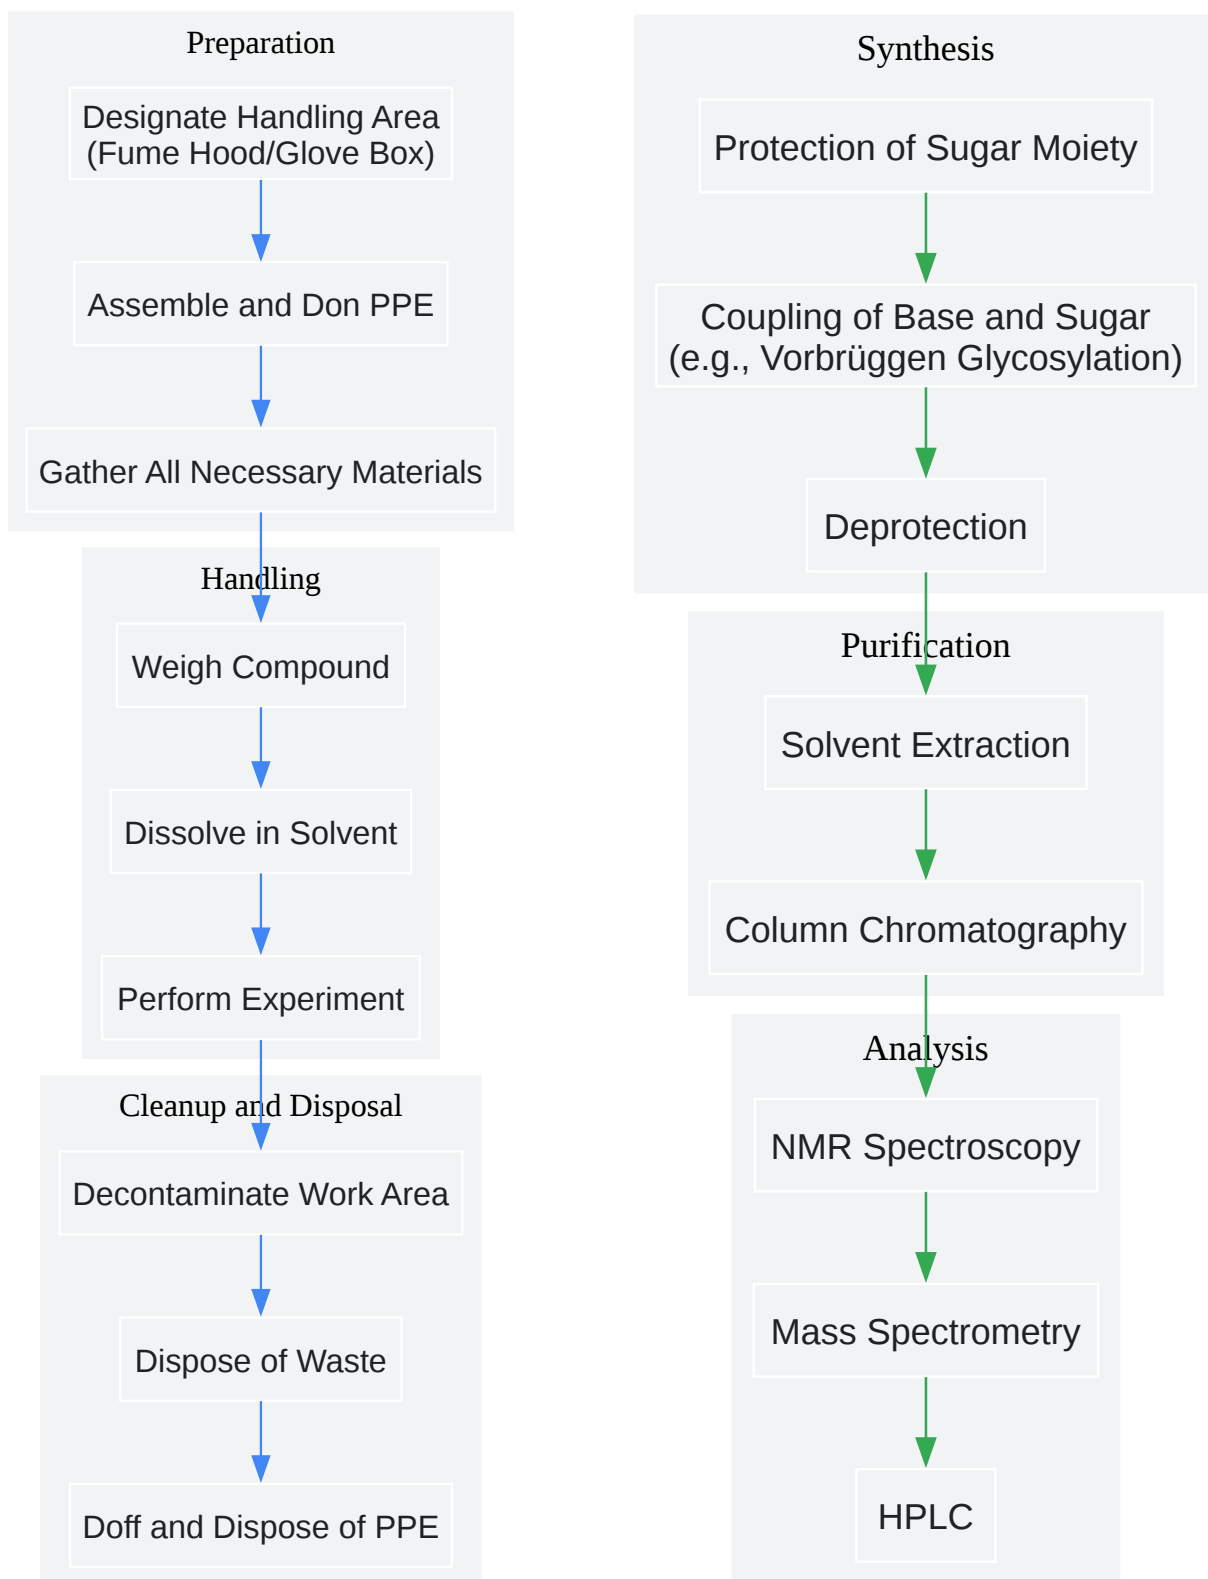 Preparation
Designate Handling Area
(Fume Hood/Glove Box)
Assemble and Don PPE
Gather All Necessary Materials
Handling
Weigh Compound
Dissolve in Solvent
Perform Experiment
Cleanup and Disposal
Decontaminate Work Area
Dispose of Waste
Doff and Dispose of PPE
Synthesis
Protection of Sugar Moiety
Coupling of Base and Sugar
(e.g., Vorbrüggen Glycosylation)
Deprotection
Purification
Solvent Extraction
Column Chromatography
Analysis
NMR Spectroscopy
Mass Spectrometry
HPLC